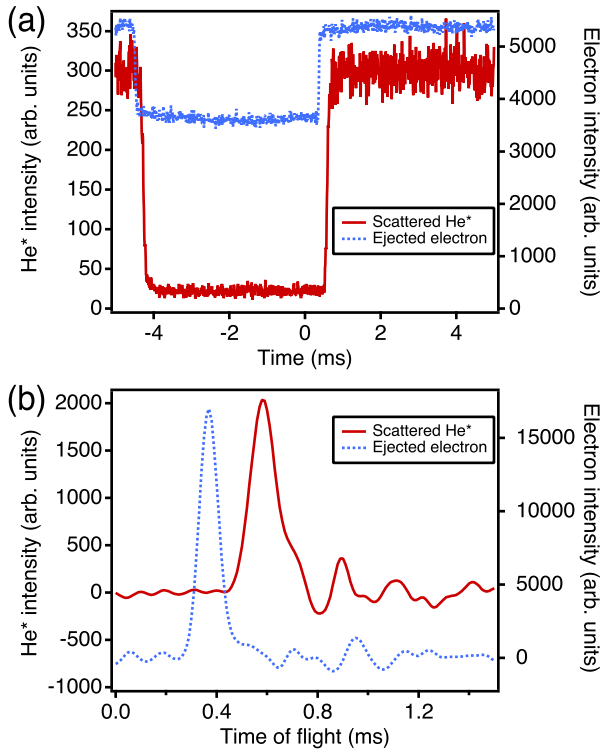 (a)
350
300
250
200
150
100
50
0
He* intensity (arb. units)
5000
4000
3000
2000
1000
0
Electron intensity
(arb. units)
Scattered He*
Ejected electron
-4
-2
0
2
4
Time (ms)
(b)
2000
1500
1000
500
0
-500
-1000
He* intensity (arb. units)
15000
10000
5000
0
Electron intensity
(arb. units)
Scattered He*
Ejected electron
0.0
0.4
0.8
1.2
Time of flight (ms)